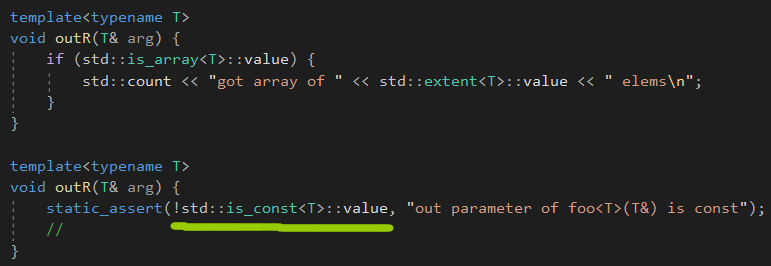 template<typename T>
void outR(T& arg) {
if (std::is_array<T>::value) {
std::count << "got array of " << std::extent<T>::value << " elems\n";
}
}
template<typename T>
void outR(T& arg) {
static_assert(!std::is_const<T>::value, "out parameter of foo<T>(T&) is const");
//
}